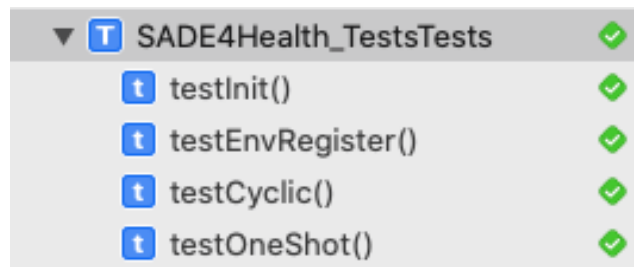 T SADE4Health_TestsTests
t testInit()
t testEnvRegister()
t testCyclic()
t testOneShot()